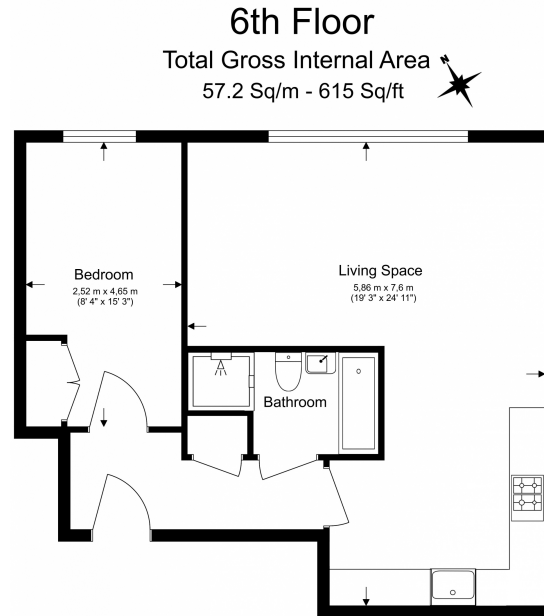 6th Floor
Total Gross Internal Area
57.2 Sq/m - 615 Sq/ft
N
Bedroom
2,52 m x 4,65 m
(8' 4" x 15' 3")
Living Space
5,86 m x 7,6 m
(19' 3" x 24' 11")
Bathroom